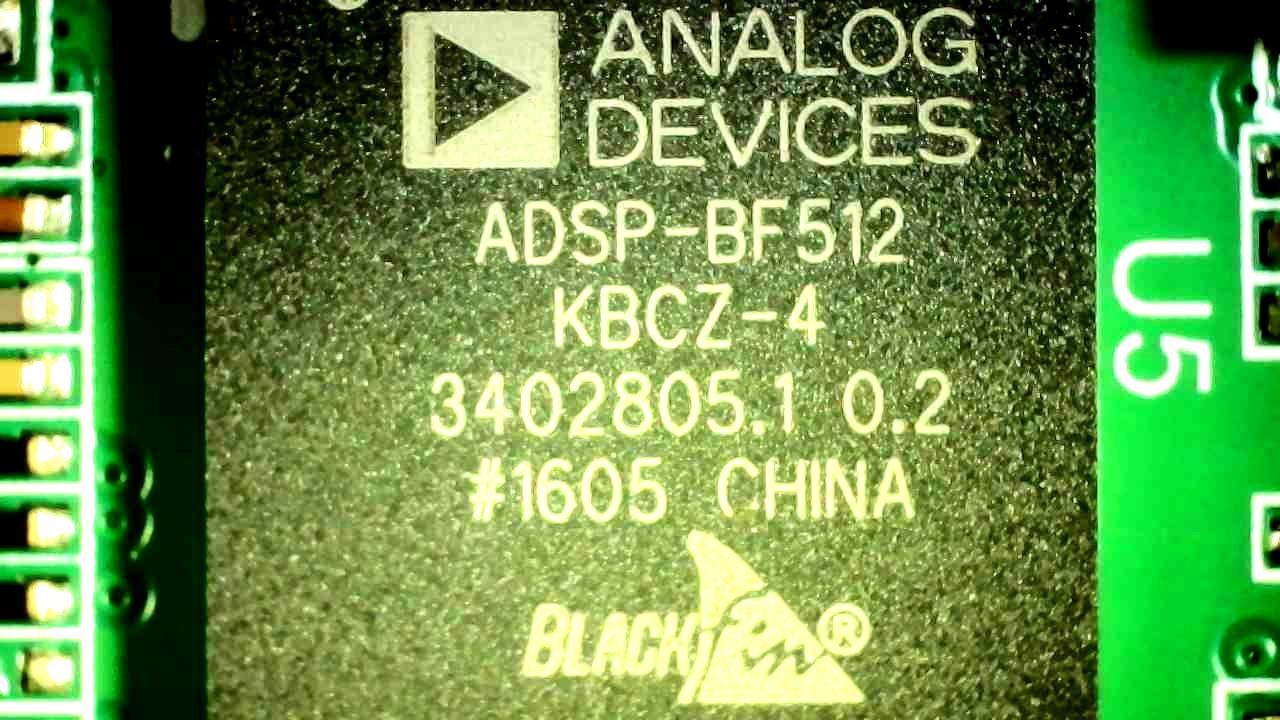 ANALOG
DEVICES
ADSP-BF512
KBCZ-4
3402805.1 0.2
#1605 CHINA
BLACKfin®
U5